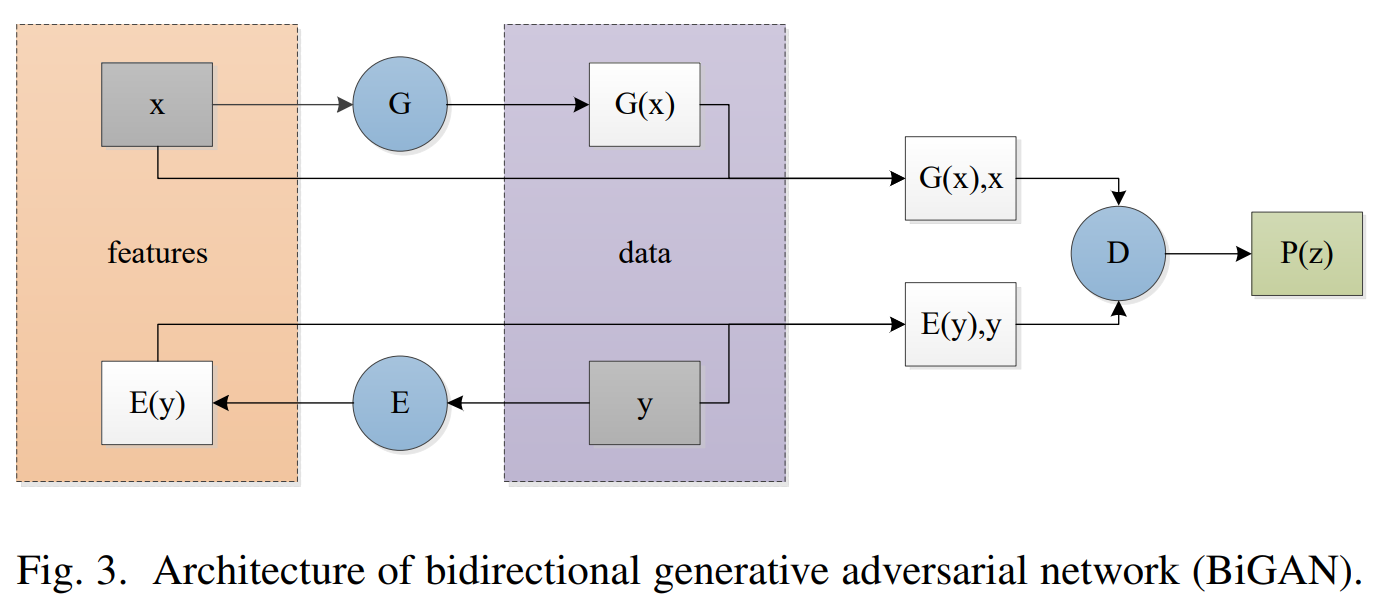 x
G
G(x)
G(x),x
features
data
D
P(z)
E(y),y
E(y)
E
y
Fig. 3. Architecture of bidirectional generative adversarial network (BiGAN).